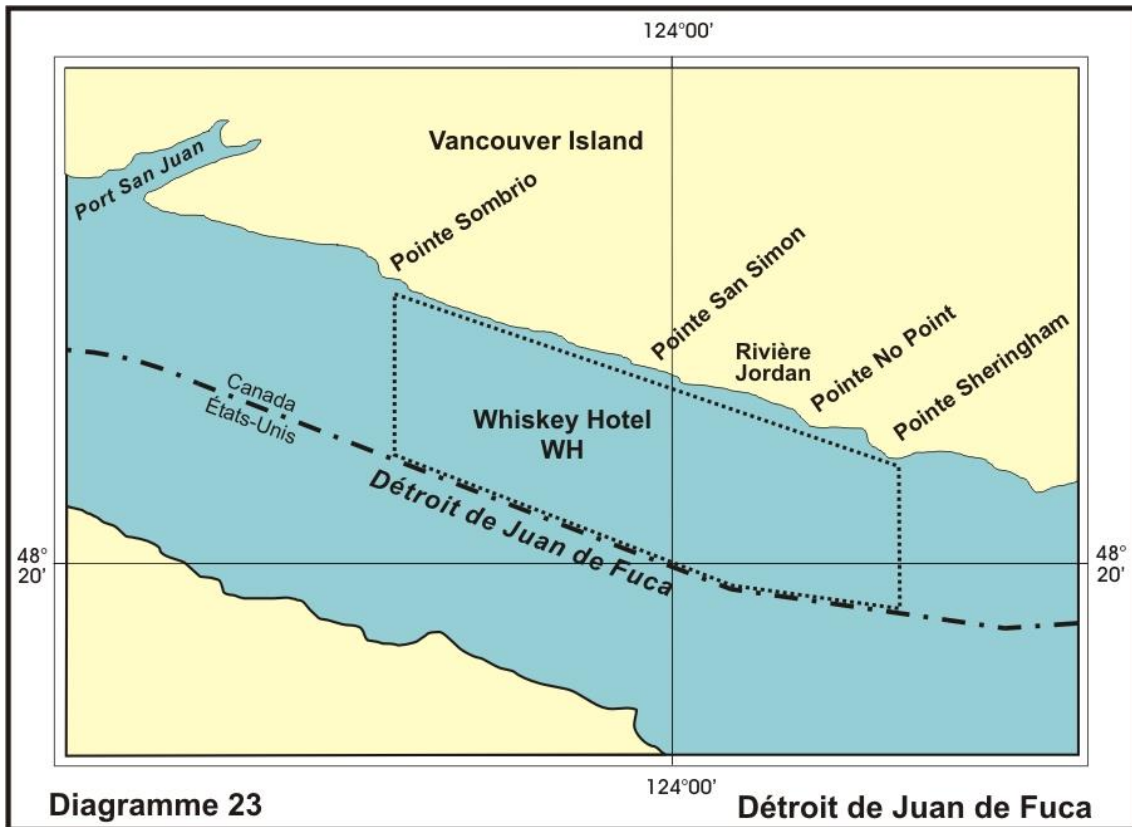 124°00'
Vancouver Island
Port San Juan
Pointe Sombrio
Pointe San Simon
Rivière
Jordan
Pointe No Point
Pointe Sheringham
Canada
États-Unis
Whiskey Hotel
WH
Détroit de Juan de Fuca
48°
20'
48°
20'
124°00'
Diagramme 23
Détroit de Juan de Fuca